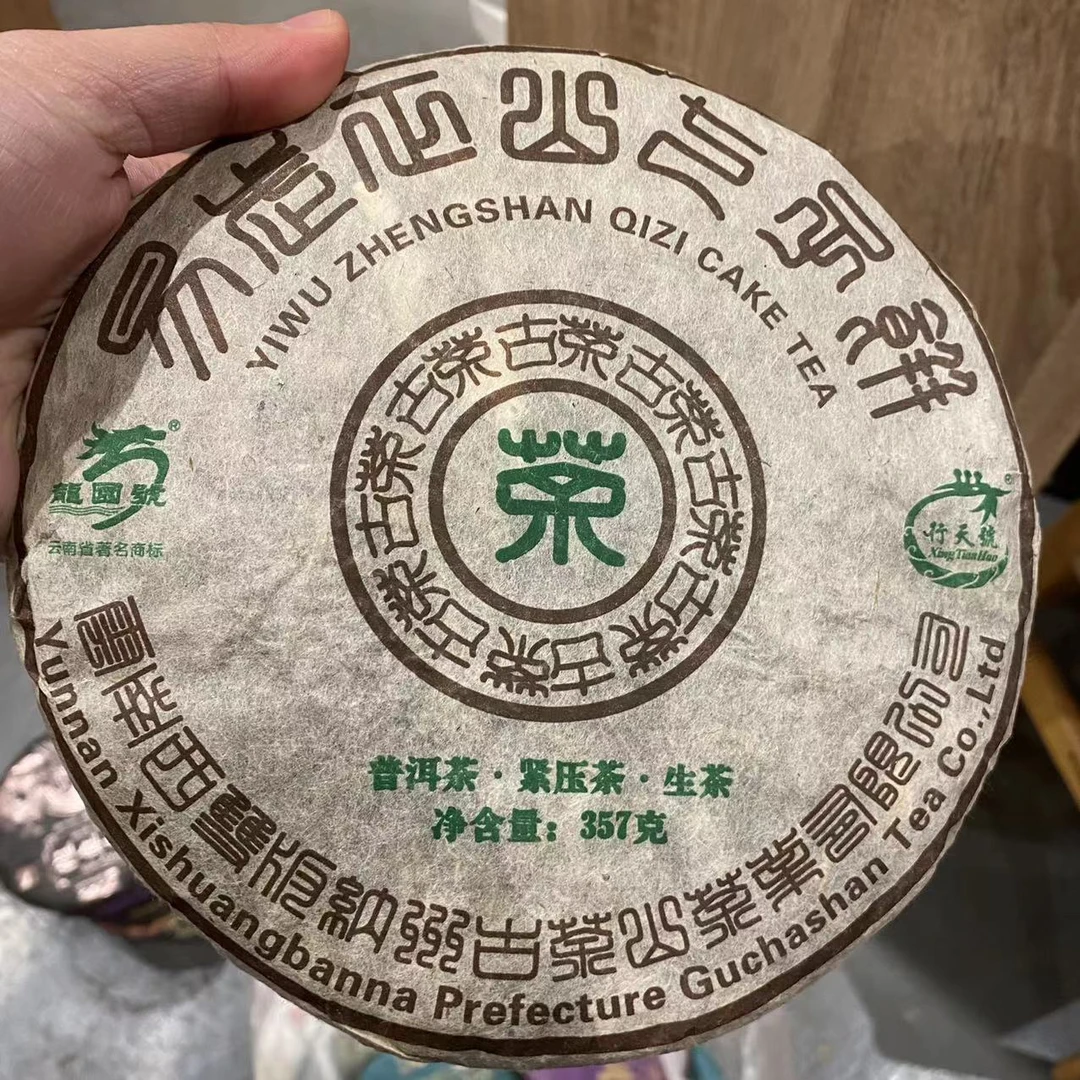 易武正山七子餅
YIWU ZHENGSHAN QIZI CAKE TEA
古茶古茶古茶古茶古茶古茶古茶古茶
茶
龍圓號®
云南省著名商标
行天號®
XingTianHao
普洱茶·紧压茶·生茶
净含量：357克
雲南西雙版納州古茶山茶業有限公司
Yunnan Xishuangbanna Prefecture Guchashan Tea Co.,Ltd